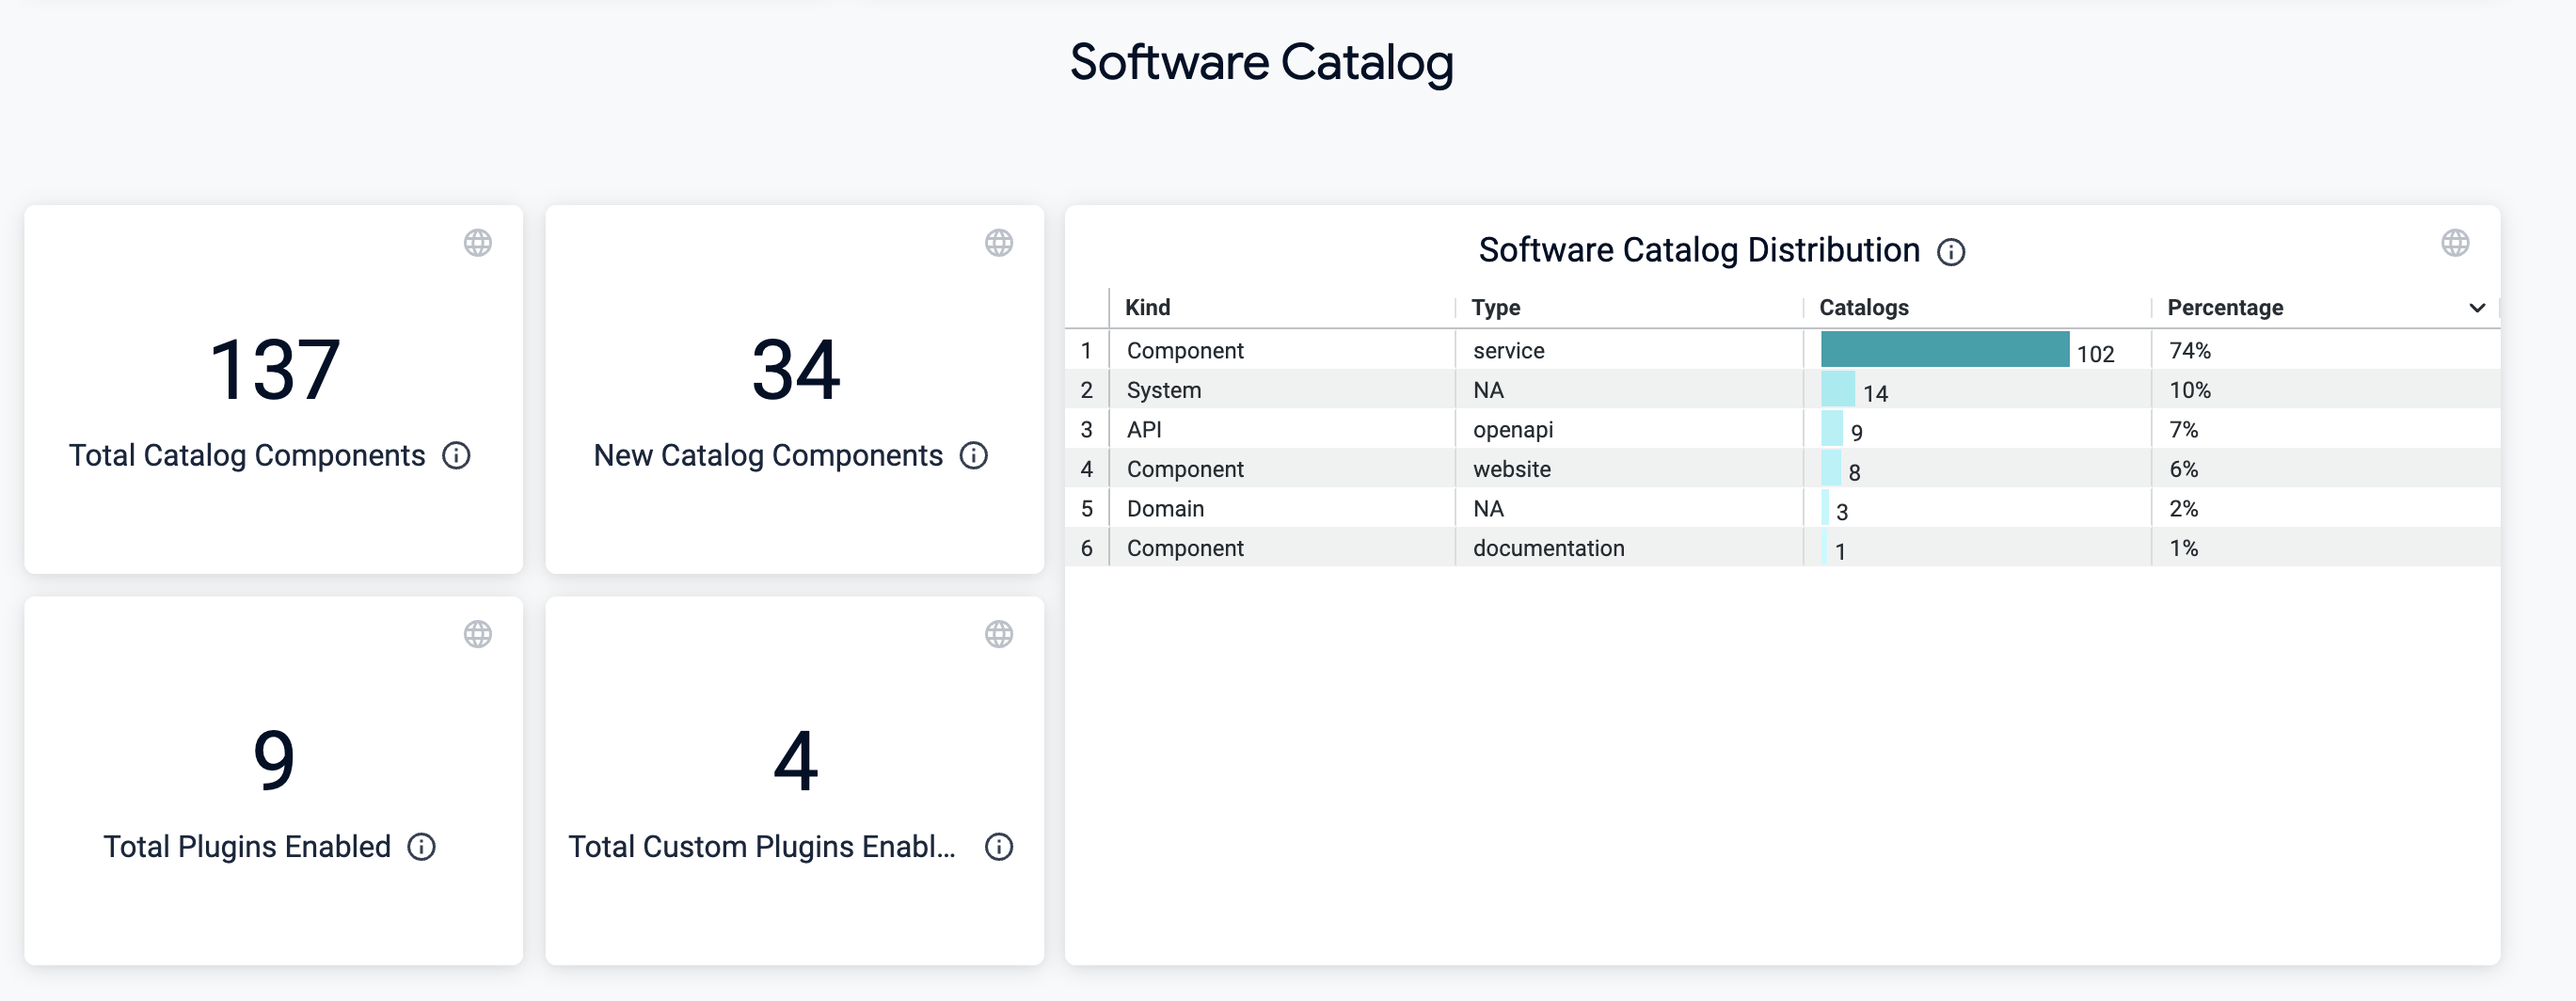 Software Catalog
137
Total Catalog Components
34
New Catalog Components
9
Total Plugins Enabled
4
Total Custom Plugins Enabl...
Software Catalog Distribution
Kind Type Catalogs Percentage
1 Component service 102 74%
2 System NA 14 10%
3 API openapi 9 7%
4 Component website 8 6%
5 Domain NA 3 2%
6 Component documentation 1 1%